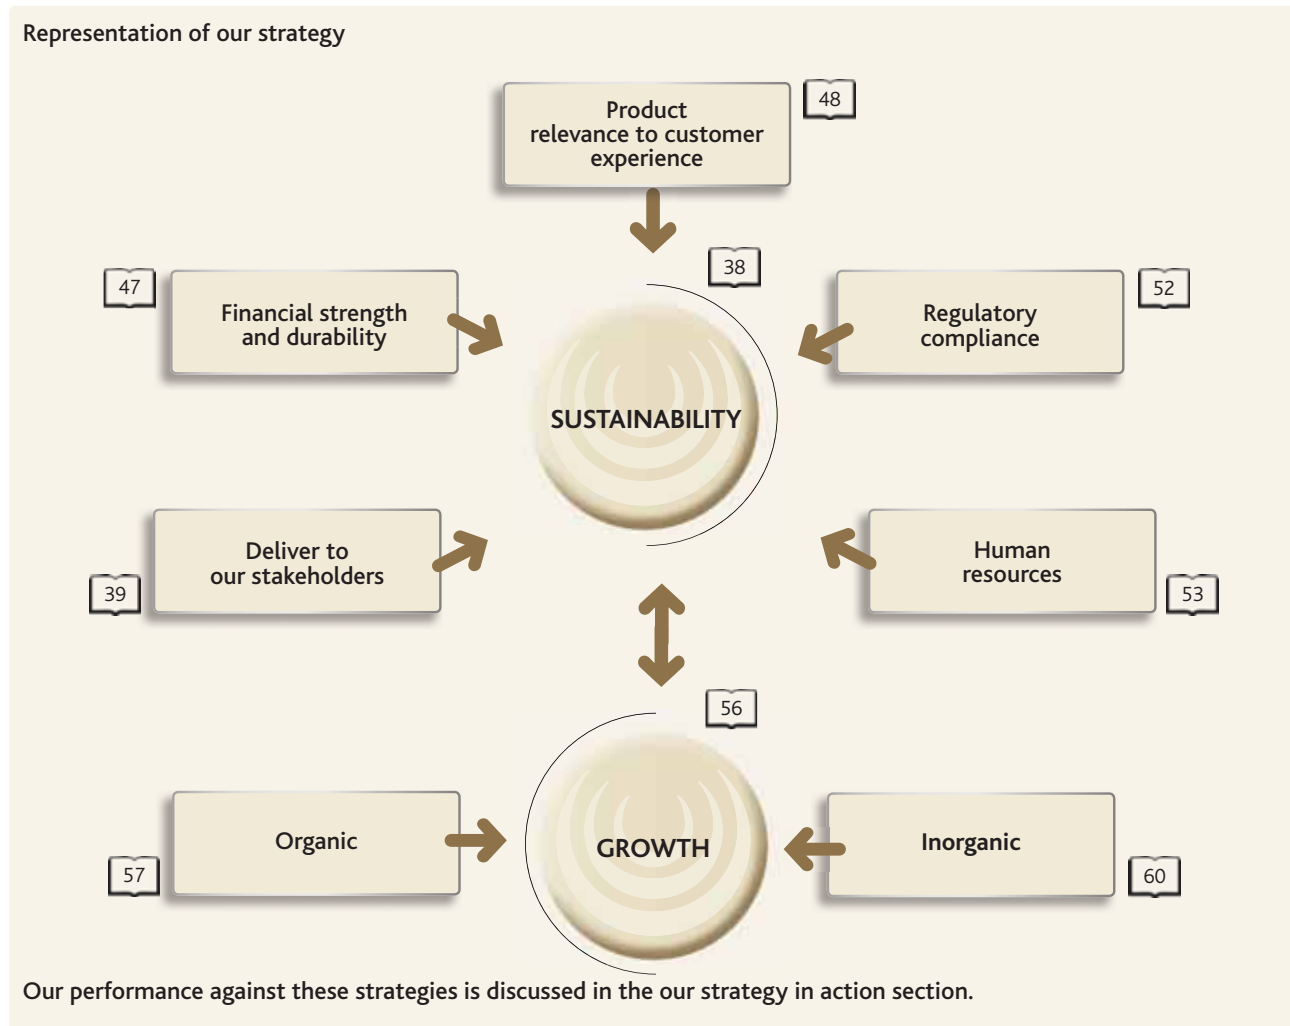 Representation of our strategy
Product
relevance to customer
experience
48
38
47
Financial strength
and durability
52
Regulatory
compliance
SUSTAINABILITY
Deliver to
our stakeholders
39
Human
resources
53
56
Organic
57
GROWTH
Inorganic
60
Our performance against these strategies is discussed in the our strategy in action section.